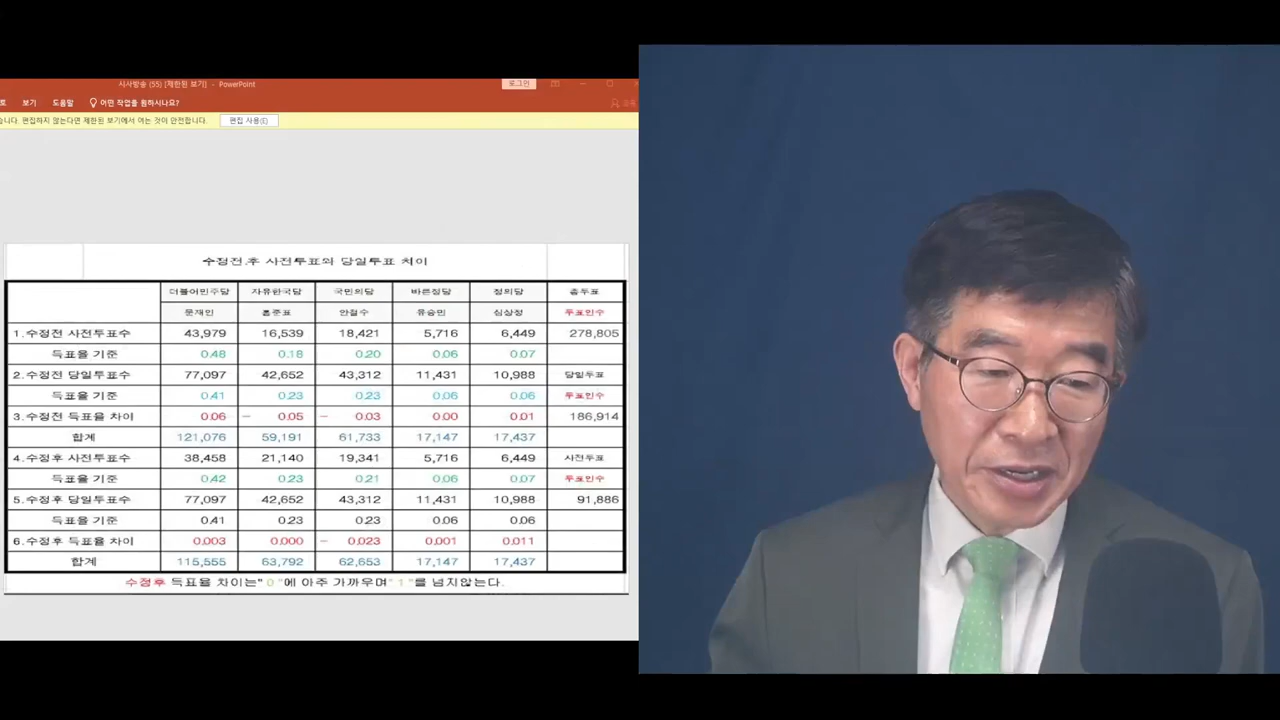 시사방송 (55) [제한된 보기] - PowerPoint 로그인
보기 도움말 어떤 작업을 원하시나요?
습니다. 편집하지 않는다면 제한된 보기에서 여는 것이 안전합니다. 편집 사용(E)
수정전.후 사전투표와 당일투표 차이
더불어민주당 자유한국당 국민의당 바른정당 정의당 총투표
문재인 홍준표 안철수 유승민 심상정 투표인수
1.수정전 사전투표수 43,979 16,539 18,421 5,716 6,449 278,805
득표율 기준 0.48 0.18 0.20 0.06 0.07
2.수정전 당일투표수 77,097 42,652 43,312 11,431 10,988 당일투표
득표율 기준 0.41 0.23 0.23 0.06 0.06 투표인수
3.수정전 득표율 차이 0.06 - 0.05 - 0.03 0.00 0.01 186,914
합계 121,076 59,191 61,733 17,147 17,437
4.수정후 사전투표수 38,458 21,140 19,341 5,716 6,449 사전투표
득표율 기준 0.42 0.23 0.21 0.06 0.07 투표인수
5.수정후 당일투표수 77,097 42,652 43,312 11,431 10,988 91,886
득표율 기준 0.41 0.23 0.23 0.06 0.06
6.수정후 득표율 차이 0.003 0.000 - 0.023 0.001 0.011
합계 115,555 63,792 62,653 17,147 17,437
수정후 득표율 차이는" 0 "에 아주 가까우며" 1 "를 넘지않는다.